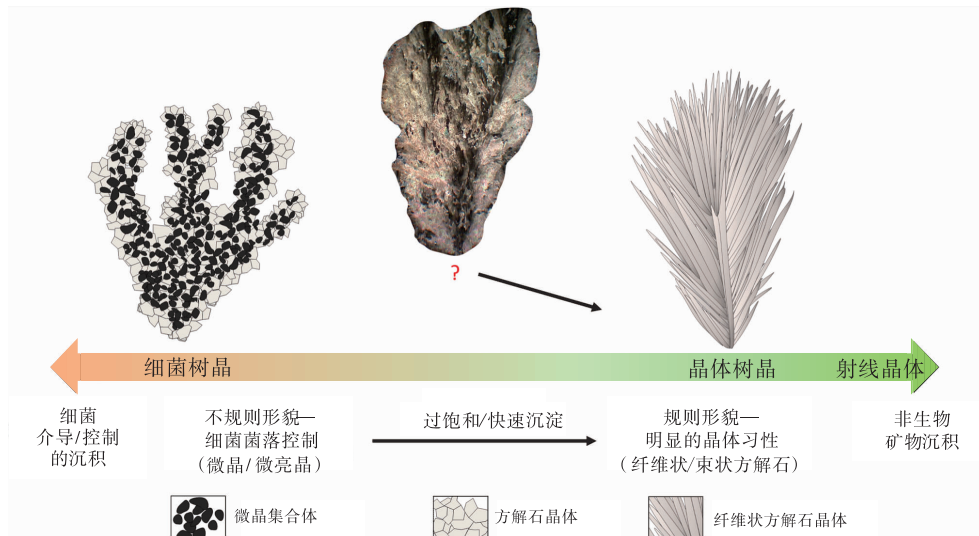 ?
细菌树晶
晶体树晶
射线晶体
细菌
介导/控制
的沉积
不规则形貌—
细菌菌落控制
(微晶/微亮晶)
过饱和/快速沉淀
规则形貌—
明显的晶体习性
(纤维状/束状方解石)
非生物
矿物沉积
微晶集合体
方解石晶体
纤维状方解石晶体